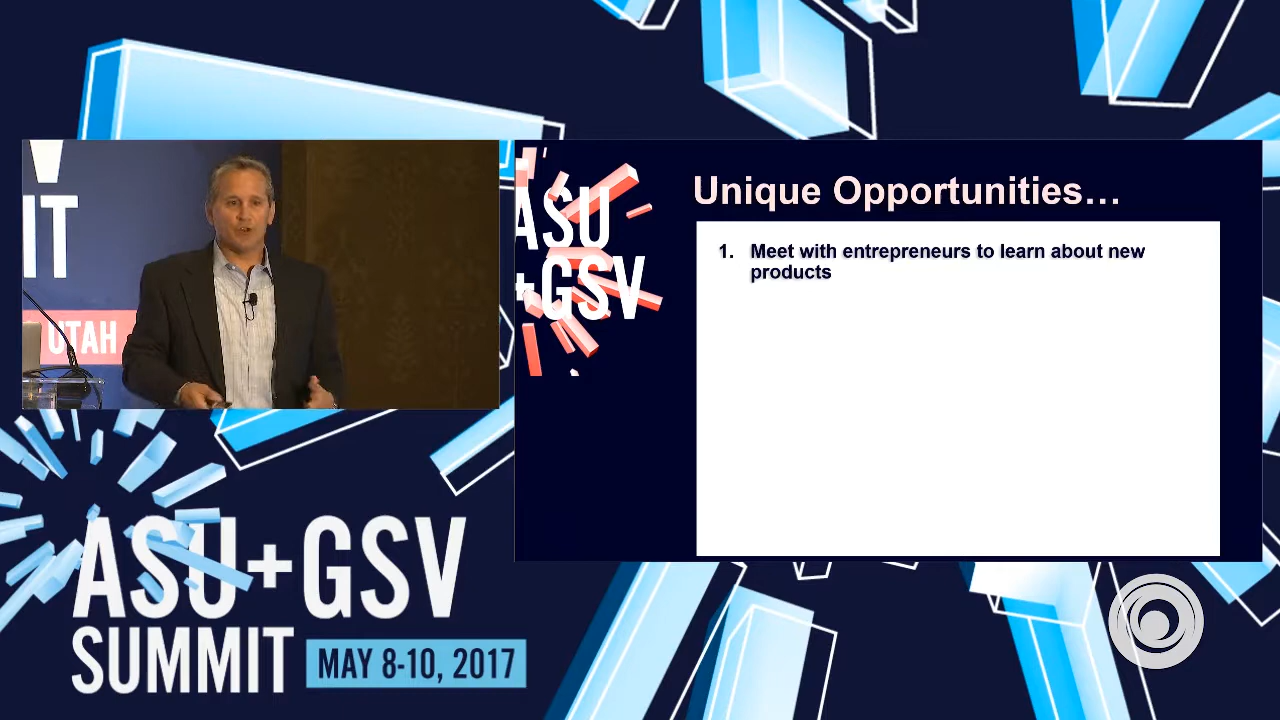 IT
UTAH
ASU
+GSV
Unique Opportunities…
1. Meet with entrepreneurs to learn about new
products
ASU+GSV
SUMMIT
MAY 8-10, 2017